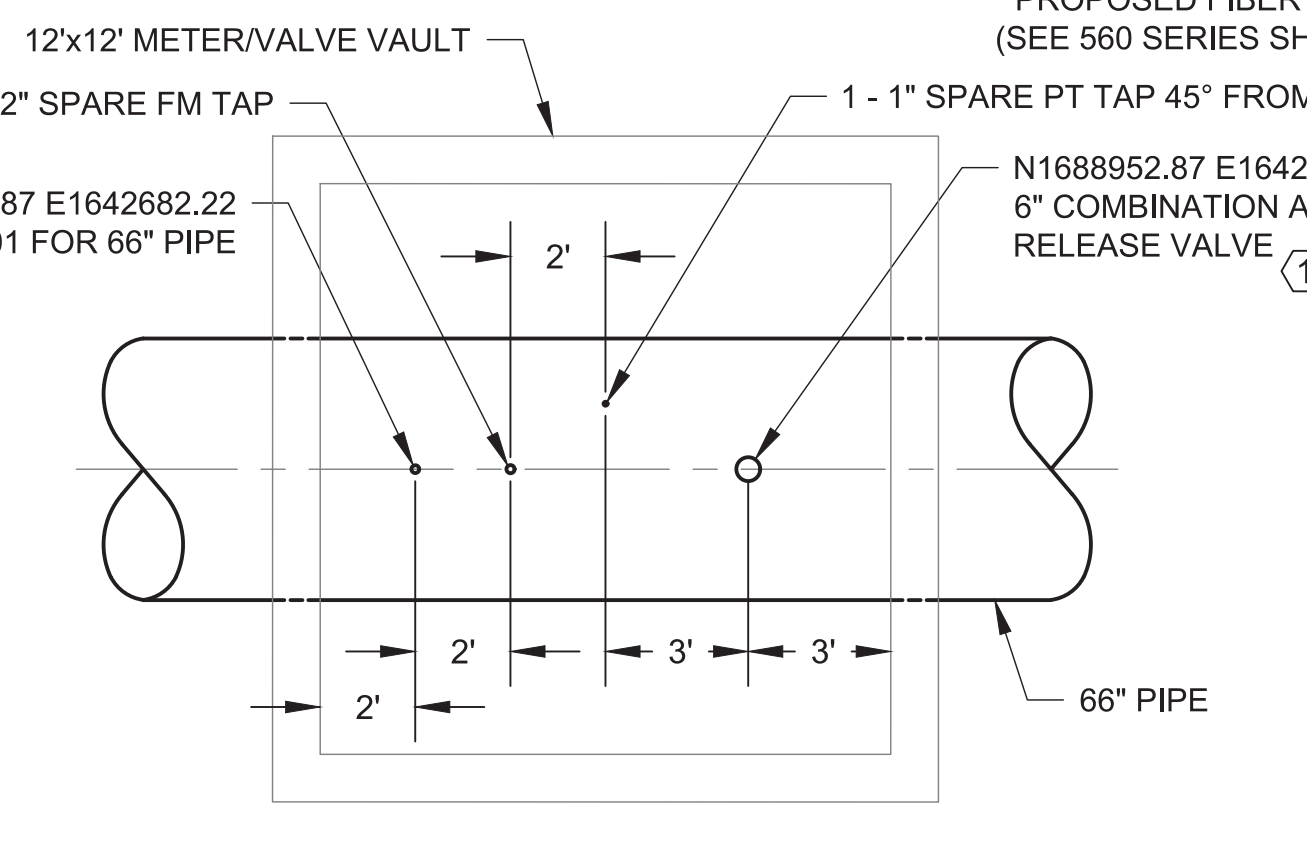 PROPOSED FIBER
12'x12' METER/VALVE VAULT
(SEE 560 SERIES SH
2" SPARE FM TAP
1 - 1" SPARE PT TAP 45° FROM
N1688952.87 E1642
6" COMBINATION A
RELEASE VALVE
1
87 E1642682.22
01 FOR 66" PIPE
2'
2'
3'
3'
2'
66" PIPE